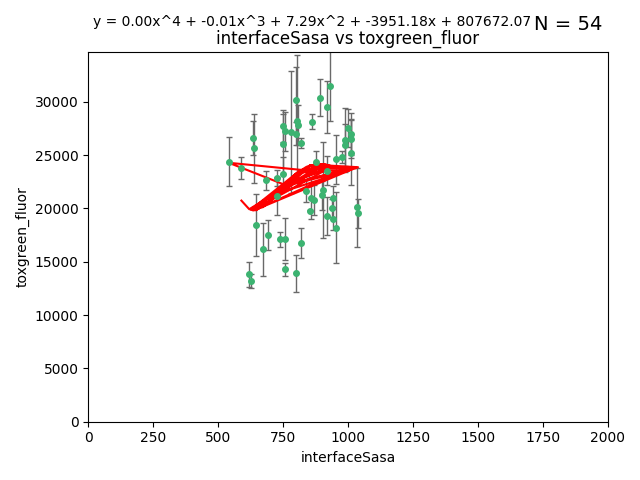 y = 0.00x^4 + -0.01x^3 + 7.29x^2 + -3951.18x + 807672.07 N = 54
interfaceSasa vs toxgreen_fluor
30000
25000
20000
15000
10000
5000
0
toxgreen_fluor
0 250 500 750 1000 1250 1500 1750 2000
interfaceSasa